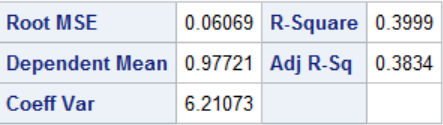 Root MSE 0.06069 R-Square 0.3999
Dependent Mean 0.97721 Adj R-Sq 0.3834
Coeff Var 6.21073